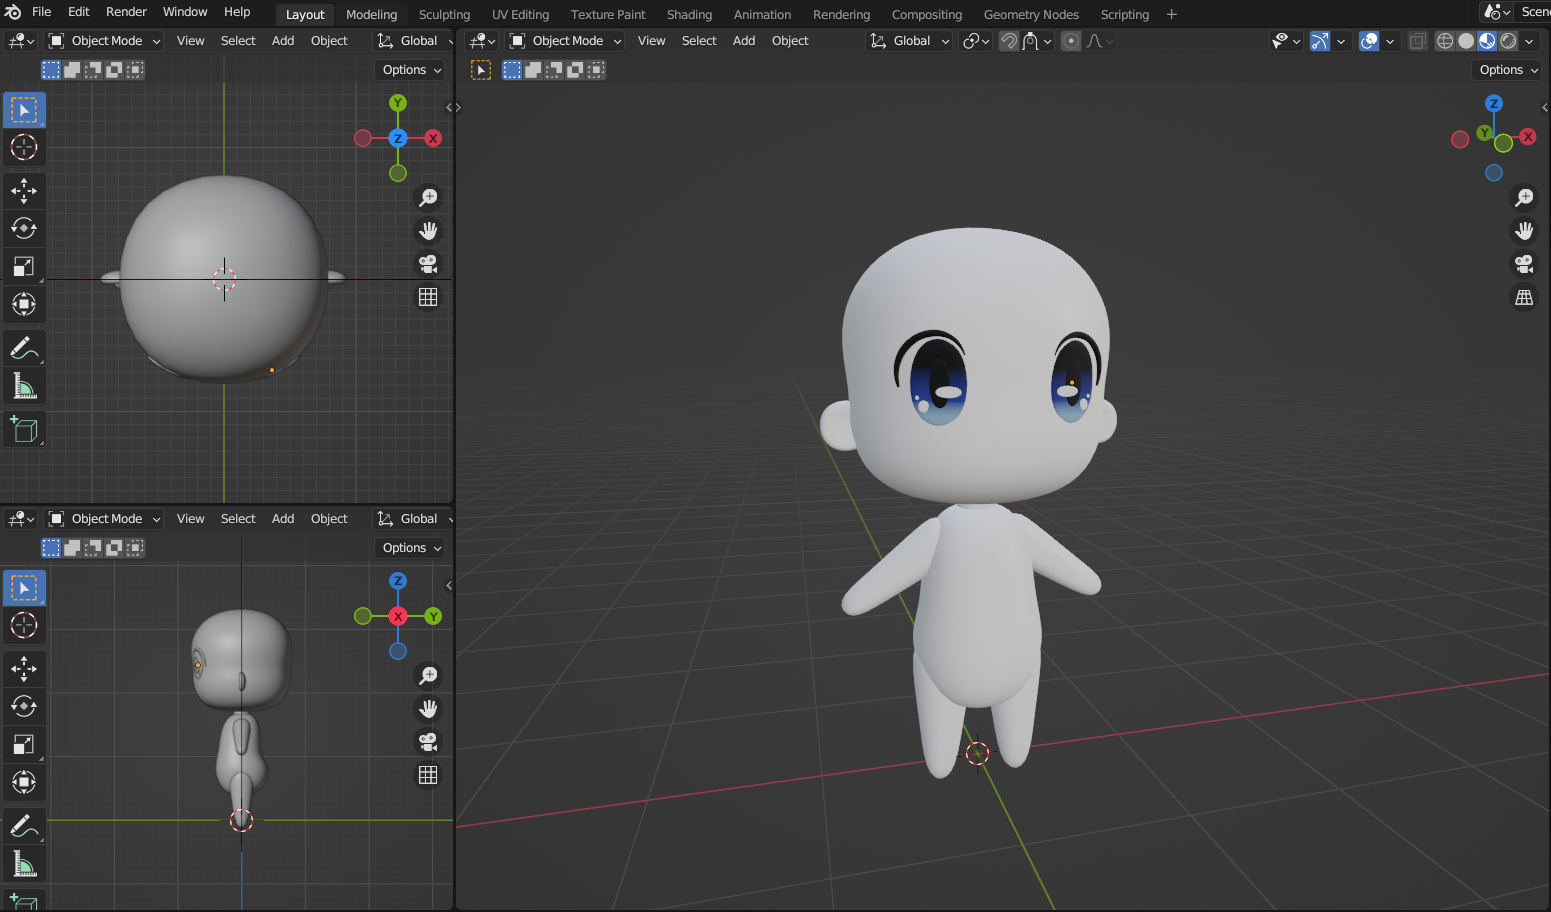 File Edit Render Window Help Layout Modeling Sculpting UV Editing Texture Paint Shading Animation Rendering Compositing Geometry Nodes Scripting + Scene
Object Mode View Select Add Object Global
Options
Y
Z X
Object Mode View Select Add Object Global
Options
Z
Y X
Object Mode View Select Add Object Global
Options
Z
X Y